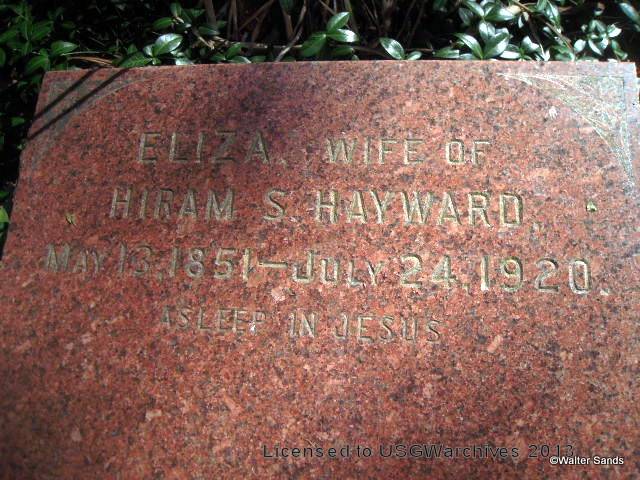 ELIZA, WIFE OF
HIRAM S. HAYWARD,
MAY 13, 1851—JULY 24, 1920.
ASLEEP IN JESUS
Licensed to USGWarchives 2013
©Walter Sands